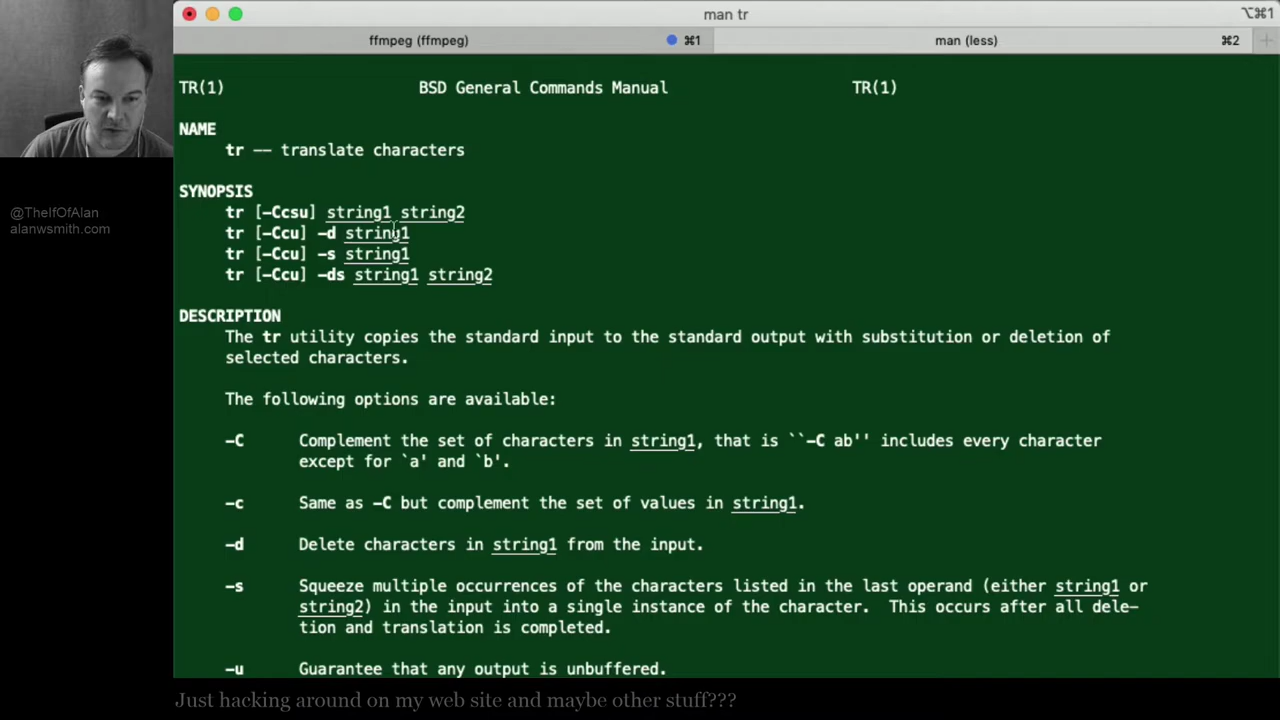 man tr
⌥⌘1
ffmpeg (ffmpeg)
⌘1
man (less)
⌘2
TR(1) BSD General Commands Manual TR(1)
NAME
tr -- translate characters
SYNOPSIS
tr [-Ccsu] string1 string2
tr [-Ccu] -d string1
tr [-Ccu] -s string1
tr [-Ccu] -ds string1 string2
DESCRIPTION
The tr utility copies the standard input to the standard output with substitution or deletion of
selected characters.
The following options are available:
-C Complement the set of characters in string1, that is ``-C ab'' includes every character
except for `a' and `b'.
-c Same as -C but complement the set of values in string1.
-d Delete characters in string1 from the input.
-s Squeeze multiple occurrences of the characters listed in the last operand (either string1 or
string2) in the input into a single instance of the character.  This occurs after all dele-
tion and translation is completed.
-u Guarantee that any output is unbuffered.
@TheIfOfAlan
alanwsmith.com
Just hacking around on my web site and maybe other stuff???